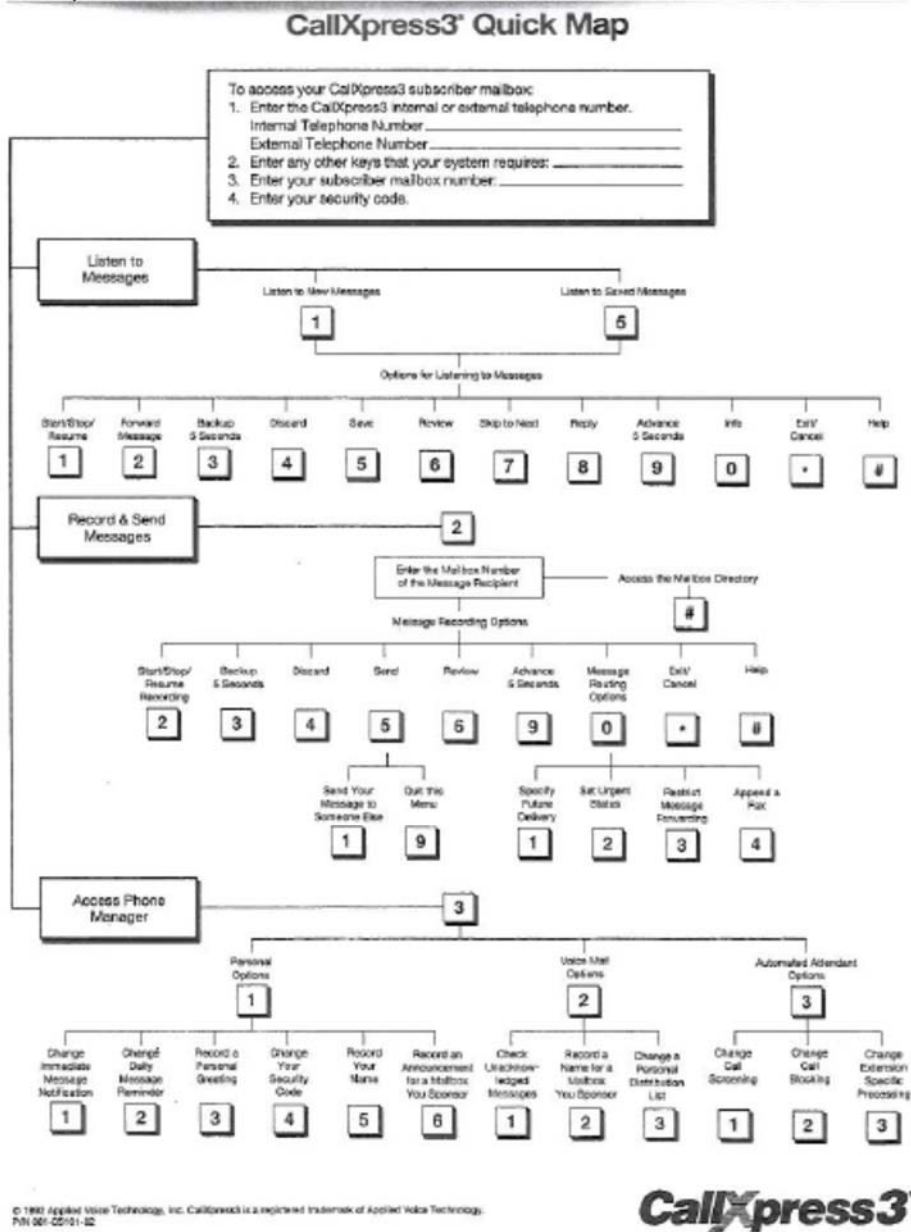 CallXpress3® Quick Map
To access your CallXpress3 subscriber mailbox:
1. Enter the CallXpress3 internal or external telephone number.
Internal Telephone Number
External Telephone Number
2. Enter any other keys that your system requires:
3. Enter your subscriber mailbox number:
4. Enter your security code.
Listen to
Messages
Listen to New Messages
Listen to Saved Messages
1
5
Options for Listening to Messages
Start/Stop/
Resume
Forward
Message
Backup
5 Seconds
Discard
Save
Review
Skip to Next
Reply
Advance
5 Seconds
Info
Exit/
Cancel
Help
1 2 3 4 5 6 7 8 9 0 * #
Record & Send
Messages
2
Enter the Mailbox Number
of the Message Recipient
Access the Mailbox Directory
#
Message Recording Options
Start/Stop/
Resume
Recording
Backup
5 Seconds
Discard
Send
Review
Advance
5 Seconds
Message
Routing
Options
Exit/
Cancel
Help
2 3 4 5 6 9 0 * #
Send Your
Message to
Someone Else
Quit this
Menu
Specify
Future
Delivery
Set Urgent
Status
Restrict
Message
Forwarding
Append a
Fax
1 9 1 2 3 4
Access Phone
Manager
3
Personal
Options
Voice Mail
Options
Automated Attendant
Options
1 2 3
Change
Immediate
Message
Notification
Change
Daily
Message
Reminder
Record a
Personal
Greeting
Change
Your
Security
Code
Record
Your
Name
Record an
Announcement
for a Mailbox
You Sponsor
Check
Unacknow-
ledged
Messages
Record a
Name for a
Mailbox
You Sponsor
Change a
Personal
Distribution
List
Change
Call
Screening
Change
Call
Blocking
Change
Extension
Specific
Processing
1 2 3 4 5 6 1 2 3 1 2 3
Applied Voice Technology, Inc. CallXpress3 is a registered trademark of Applied Voice Technology.
CallXpress3